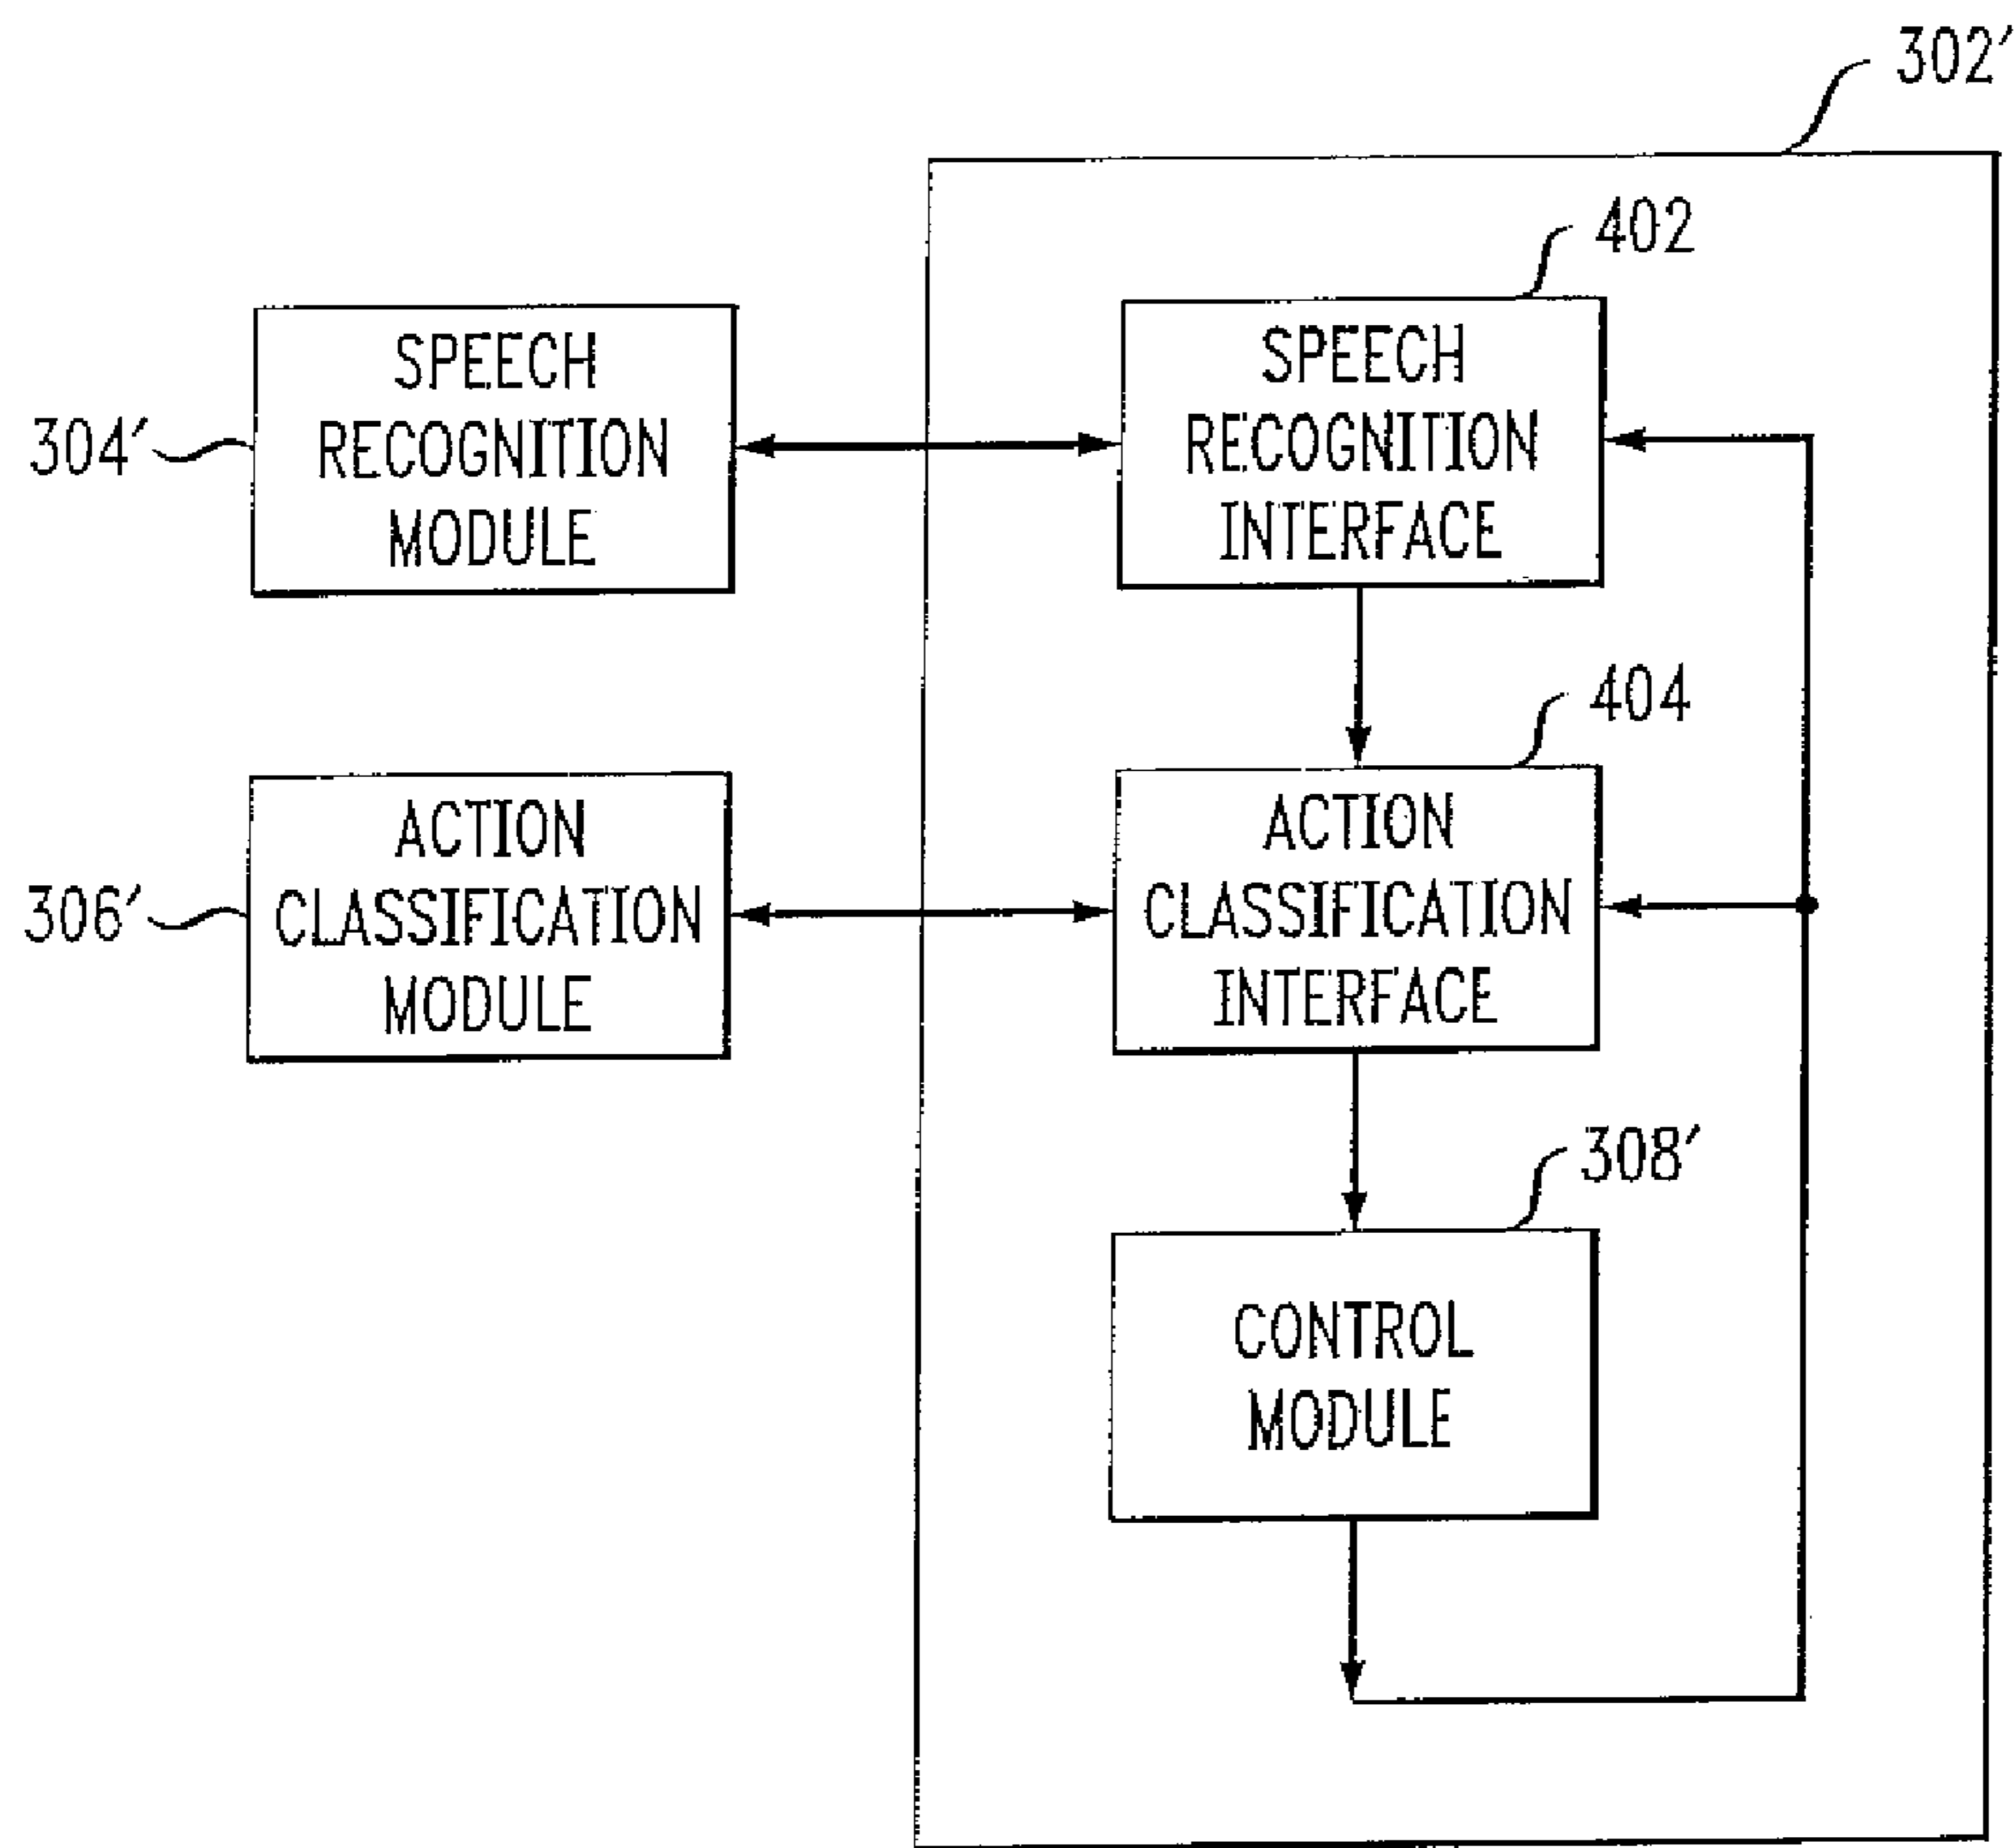 302′
402
SPEECH
RECOGNITION
MODULE
304′
SPEECH
RECOGNITION
INTERFACE
404
ACTION
CLASSIFICATION
MODULE
306′
ACTION
CLASSIFICATION
INTERFACE
308′
CONTROL
MODULE